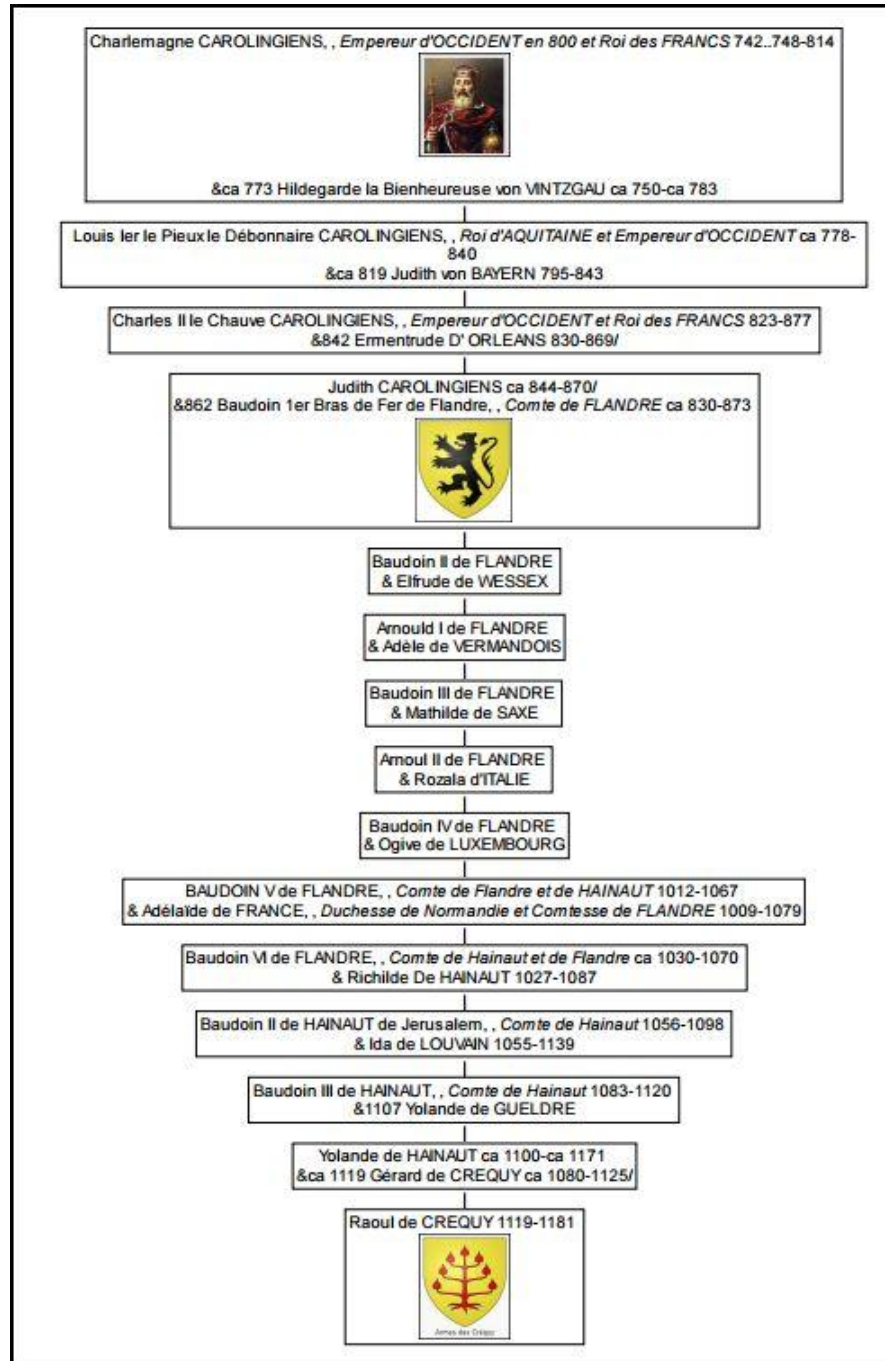 Charlemagne CAROLINGIENS, , Empereur d'OCCIDENT en 800 et Roi des FRANCS 742..748-814
&ca 773 Hildegarde la Bienheureuse von VINTZGAU ca 750-ca 783
Louis Ier le Pieux le Débonnaire CAROLINGIENS, , Roi d'AQUITAINE et Empereur d'OCCIDENT ca 778-
840
&ca 819 Judith von BAYERN 795-843
Charles II le Chauve CAROLINGIENS, , Empereur d'OCCIDENT et Roi des FRANCS 823-877
&842 Ermentrude D' ORLEANS 830-869/
Judith CAROLINGIENS ca 844-870/
&862 Baudoin 1er Bras de Fer de Flandre, , Comte de FLANDRE ca 830-873
Baudoin II de FLANDRE
& Elfrude de WESSEX
Arnould I de FLANDRE
& Adèle de VERMANDOIS
Baudoin III de FLANDRE
& Mathilde de SAXE
Arnoul II de FLANDRE
& Rozala d'ITALIE
Baudoin IV de FLANDRE
& Ogive de LUXEMBOURG
BAUDOIN V de FLANDRE, , Comte de Flandre et de HAINAUT 1012-1067
& Adélaïde de FRANCE, , Duchesse de Normandie et Comtesse de FLANDRE 1009-1079
Baudoin VI de FLANDRE, , Comte de Hainaut et de Flandre ca 1030-1070
& Richilde De HAINAUT 1027-1087
Baudoin II de HAINAUT de Jerusalem, , Comte de Hainaut 1056-1098
& Ida de LOUVAIN 1055-1139
Baudoin III de HAINAUT, , Comte de Hainaut 1083-1120
&1107 Yolande de GUELDRE
Yolande de HAINAUT ca 1100-ca 1171
&ca 1119 Gérard de CREQUY ca 1080-1125/
Raoul de CREQUY 1119-1181
Armes des Créquy